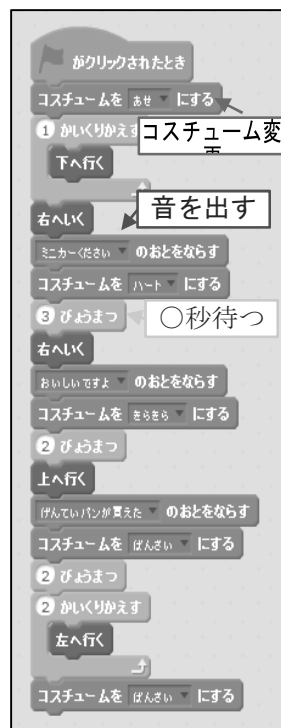 がクリックされたとき
コスチュームを あせ にする
1 かいくりかえす
コスチューム変更
下へ行く
右へいく
音を出す
ミニカーください のおとをならす
コスチュームを ハート にする
3 びょうまつ
〇秒待つ
右へいく
おいしいですよ のおとをならす
コスチュームを きらきら にする
2 びょうまつ
上へ行く
げんていパンが買えた のおとをならす
コスチュームを ばんざい にする
2 びょうまつ
2 かいくりかえす
左へ行く
コスチュームを ばんざい にする